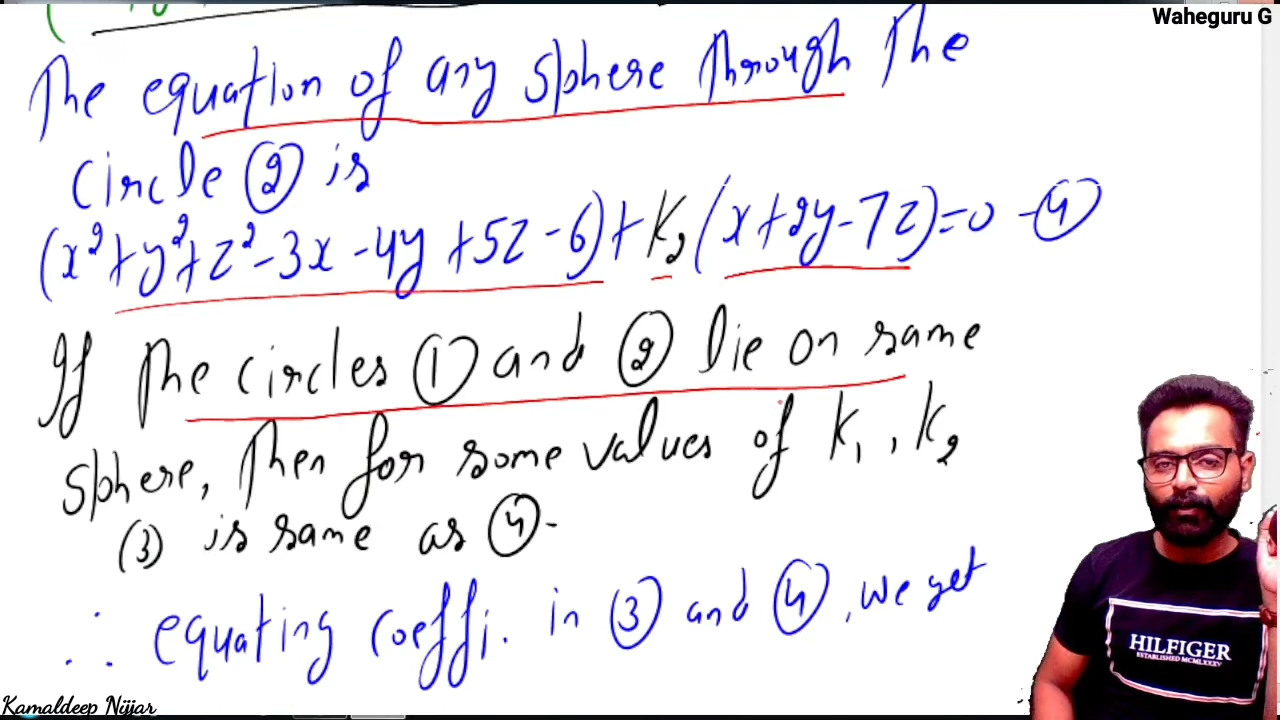 Waheguru G
The equation of any sphere through the
circle ② is
(x²+y²+z²-3x-4y+5z-6)+k₂(x+2y-7z)=0 -④
If the circles ① and ② lie on same
sphere, then for some values of k₁, k₂
(3) is same as ④.
∴ equating coeffi. in ③ and ④, we get
HILFIGER
ESTABLISHED MCMLXXXV
Kamaldeep Nijjar